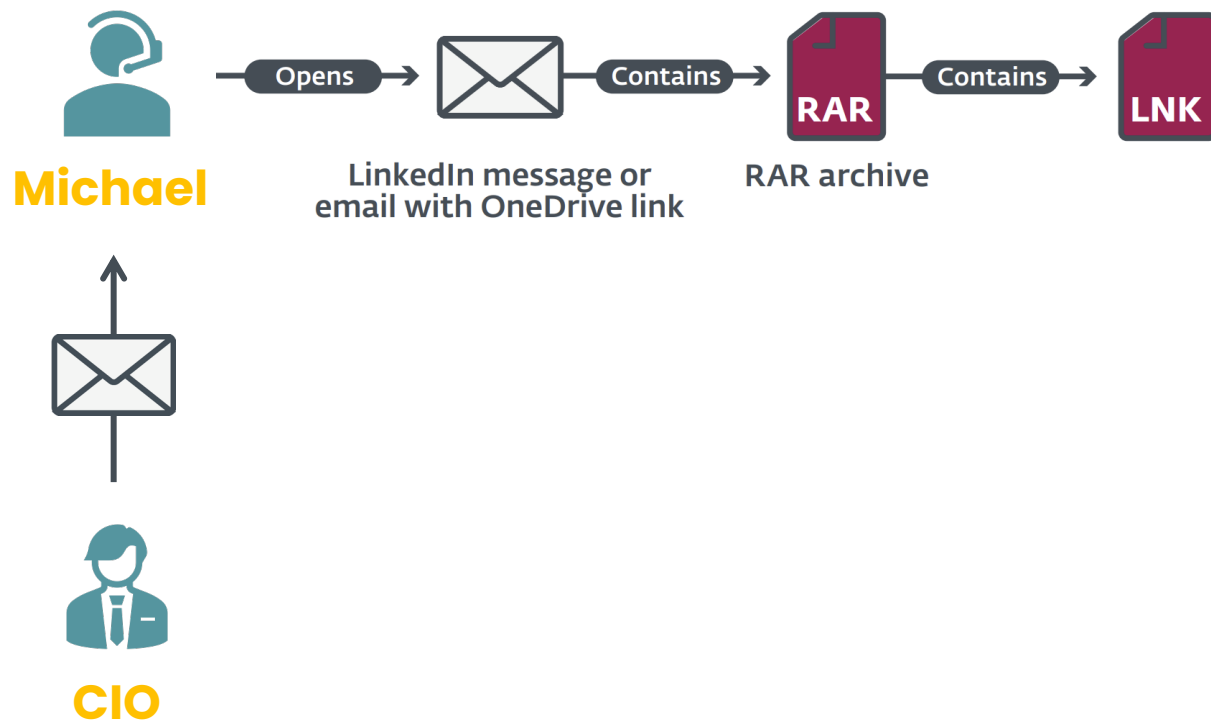 Opens
Contains
RAR
Contains
LNK
Michael
LinkedIn message or
email with OneDrive link
RAR archive
CIO